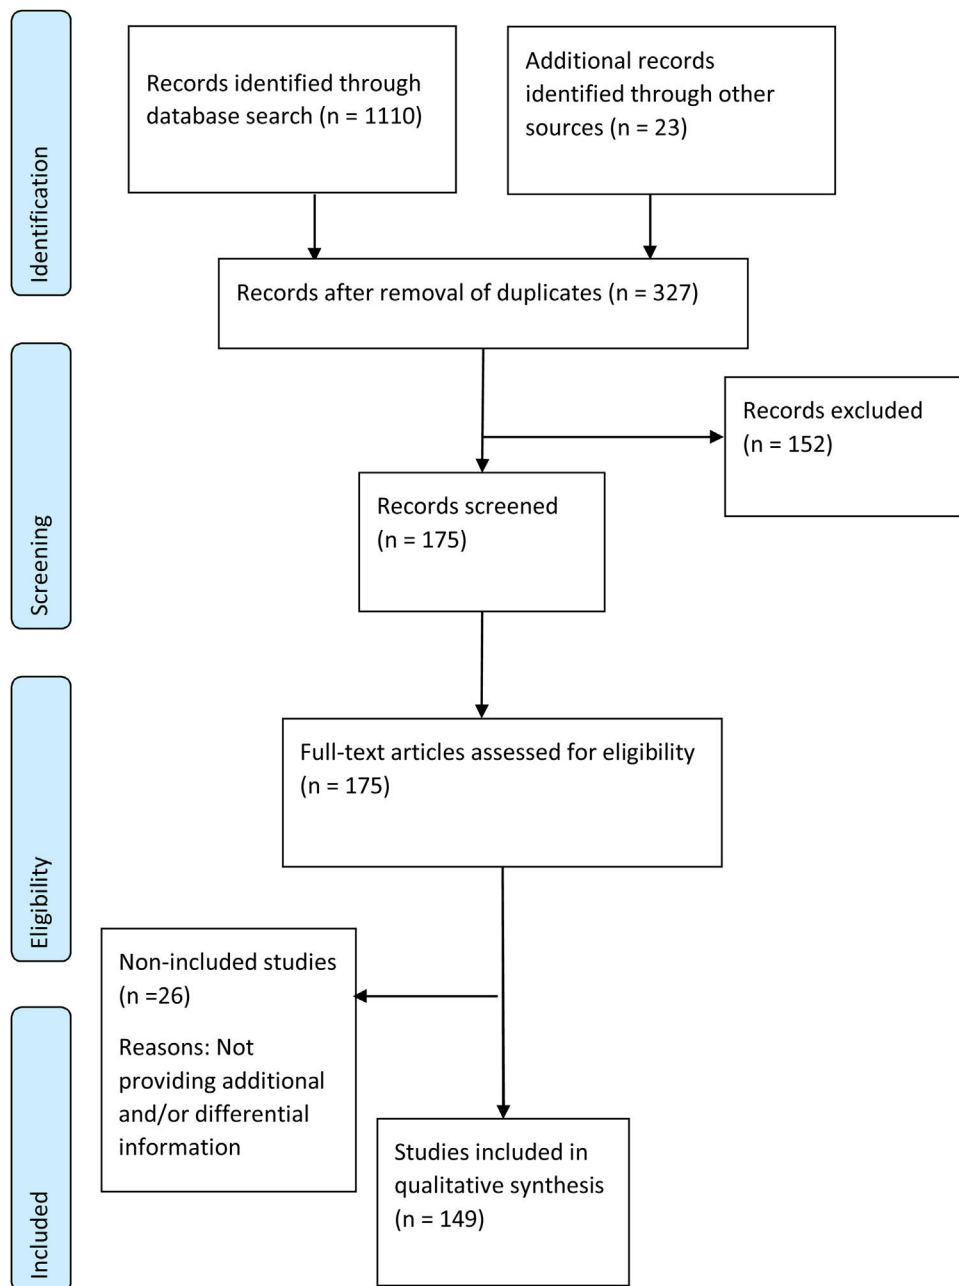 Identification
Records identified through
database search (n = 1110)
Additional records
identified through other
sources (n = 23)
Records after removal of duplicates (n = 327)
Screening
Records excluded
(n = 152)
Records screened
(n = 175)
Eligibility
Full-text articles assessed for eligibility
(n = 175)
Non-included studies
(n =26)
Reasons: Not
providing additional
and/or differential
information
Included
Studies included in
qualitative synthesis
(n = 149)